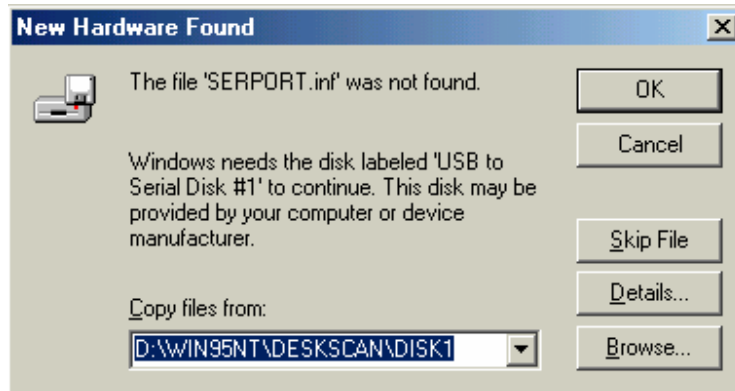 New Hardware Found
The file 'SERPORT.inf' was not found.
OK
Cancel
Windows needs the disk labeled 'USB to
Serial Disk #1' to continue. This disk may be
provided by your computer or device
manufacturer.
Skip File
Details...
Copy files from:
D:\WIN95NT\DESKSCAN\DISK1
Browse...